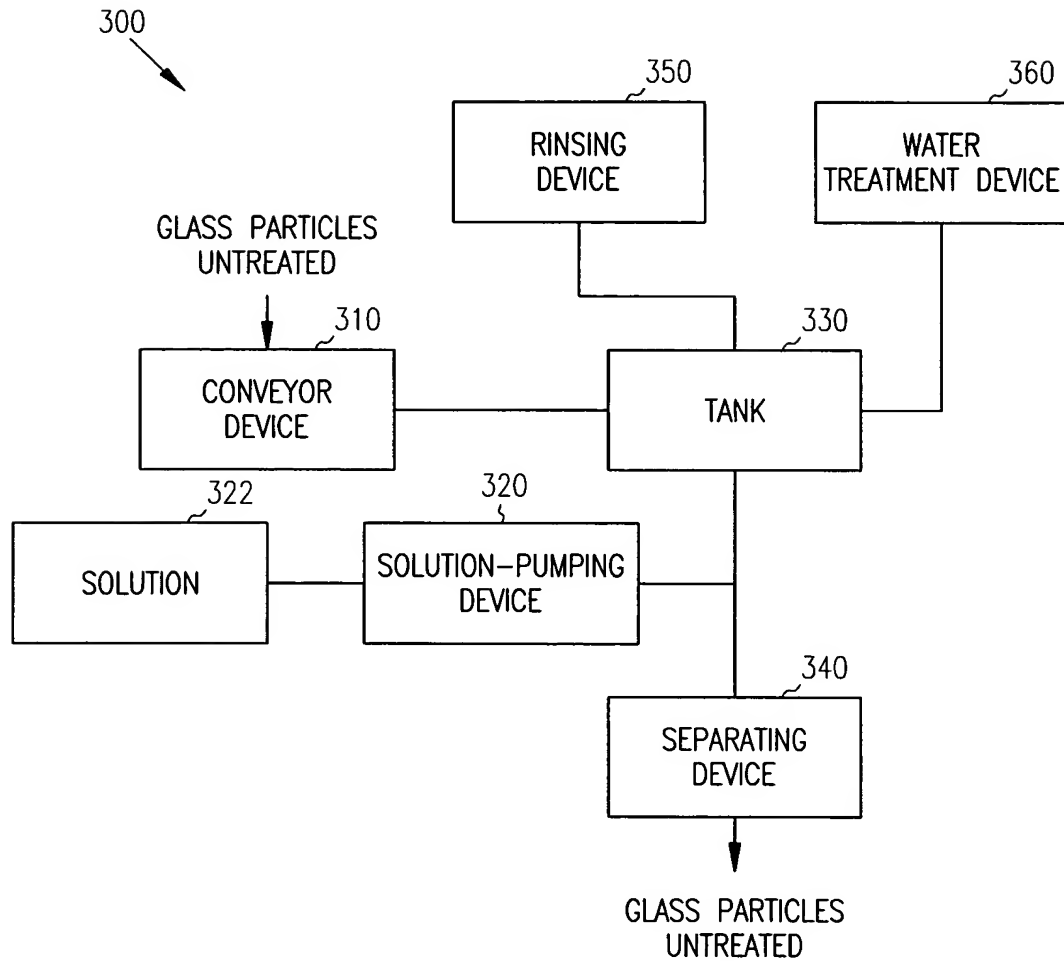 300
350
RINSING
DEVICE
360
WATER
TREATMENT DEVICE
GLASS PARTICLES
UNTREATED
310
CONVEYOR
DEVICE
330
TANK
322
SOLUTION
320
SOLUTION-PUMPING
DEVICE
340
SEPARATING
DEVICE
GLASS PARTICLES
UNTREATED